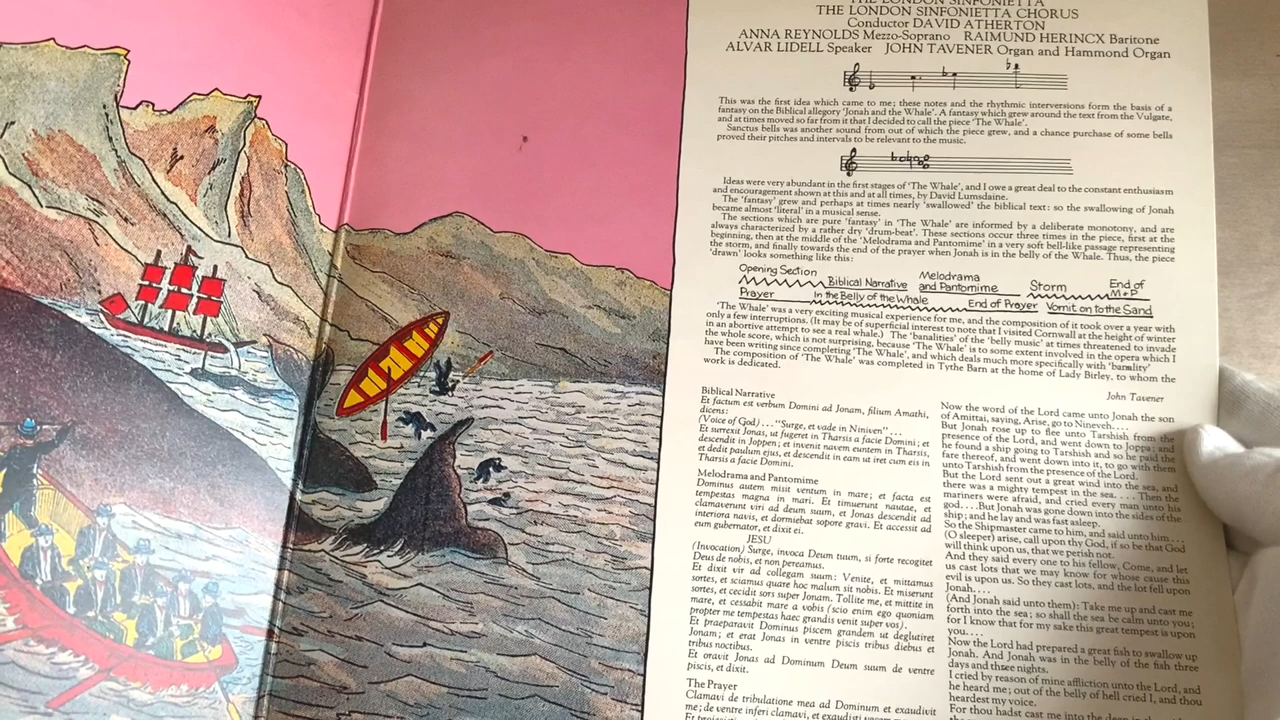 THE LONDON SINFONIETTA
THE LONDON SINFONIETTA CHORUS
Conductor DAVID ATHERTON
ANNA REYNOLDS Mezzo-Soprano RAIMUND HERINCX Baritone
ALVAR LIDELL Speaker JOHN TAVENER Organ and Hammond Organ
This was the first idea which came to me; these notes and the rhythmic interversions form the basis of a
fantasy on the Biblical allegory 'Jonah and the Whale'. A fantasy which grew around the text from the Vulgate,
and at times moved so far from it that I decided to call the piece 'The Whale'.
Sanctus bells was another sound from out of which the piece grew, and a chance purchase of some bells
proved their pitches and intervals to be relevant to the music.
Ideas were very abundant in the first stages of 'The Whale', and I owe a great deal to the constant enthusiasm
and encouragement shown at this and at all times, by David Lumsdaine.
The 'fantasy' grew and perhaps at times nearly 'swallowed' the biblical text: so the swallowing of Jonah
became almost 'literal' in a musical sense.
The sections which are pure 'fantasy' in 'The Whale' are informed by a deliberate monotony, and are
always characterized by a rather dry 'drum-beat'. These sections occur three times in the piece, first at the
beginning, then at the middle of the 'Melodrama and Pantomime' in a very soft bell-like passage representing
the storm, and finally towards the end of the prayer when Jonah is in the belly of the Whale. Thus, the piece
'drawn' looks something like this:
Opening Section Biblical Narrative Melodrama and Pantomime Storm End of M+P
Prayer In the Belly of the Whale End of Prayer Vomit on to the Sand
'The Whale' was a very exciting musical experience for me, and the composition of it took over a year with
only a few interruptions. (It may be of superficial interest to note that I visited Cornwall at the height of winter
in an abortive attempt to see a real whale.) The 'banalities' of the 'belly music' at times threatened to invade
the whole score, which is not surprising, because 'The Whale' is to some extent involved in the opera which I
have been writing since completing 'The Whale', and which deals much more specifically with 'banality'
The composition of 'The Whale' was completed in Tythe Barn at the home of Lady Birley, to whom the
work is dedicated.
John Tavener
Biblical Narrative
Et factum est verbum Domini ad Jonam, filium Amathi,
dicens:
(Voice of God) . . . "Surge, et vade in Niniven" . . .
Et surrexit Jonas, ut fugeret in Tharsis a facie Domini; et
descendit in Joppen; et invenit navem euntem in Tharsis,
et dedit paulum ejus, et descendit in eam ut iret cum eis in
Tharsis a facie Domini.
Melodrama and Pantomime
Dominus autem misit ventum in mare; et facta est
tempestas magna in mari. Et timuerunt nautae, et
clamaverunt viri ad deum suum, et Jonas descendit ad
interiora navis, et dormiebat sopore gravi. Et accessit ad
eum gubernator, et dixit ei.
JESU
(Invocation) Surge, invoca Deum tuum, si forte recogitet
Deus de nobis, et non pereamus.
Et dixit vir ad collegam suum: Venite, et mittamus
sortes, et sciamus quare hoc malum sit nobis. Et miserunt
sortes, et cecidit sors super Jonam. Tollite me, et mittite in
mare, et cessabit mare a vobis (scio enim ego quoniam
propter me tempestas haec grandis venit super vos).
Et praeparavit Dominus piscem grandem ut deglutiret
Jonam; et erat Jonas in ventre piscis tribus diebus et
tribus noctibus.
Et oravit Jonas ad Dominum Deum suum de ventre
piscis, et dixit.
The Prayer
Clamavi de tribulatione mea ad Dominum et exaudivit
me; de ventre inferi clamavi, et exaudisti
Now the word of the Lord came unto Jonah the son
of Amittai, saying, Arise, go to Nineveh. . . .
But Jonah rose up to flee unto Tarshish from the
presence of the Lord, and went down to Joppa; and
he found a ship going to Tarshish and so he paid the
fare thereof, and went down into it, to go with them
unto Tarshish from the presence of the Lord.
But the Lord sent out a great wind into the sea, and
there was a mighty tempest in the sea. . . . Then the
mariners were afraid, and cried every man unto his
god. . . . But Jonah was gone down into the sides of the
ship; and he lay and was fast asleep.
So the Shipmaster came to him, and said unto him . . .
(O sleeper) arise, call upon thy God, if so be that God
will think upon us, that we perish not.
And they said every one to his fellow, Come, and let
us cast lots that we may know for whose cause this
evil is upon us. So they cast lots, and the lot fell upon
Jonah. . . .
(And Jonah said unto them): Take me up and cast me
forth into the sea; so shall the sea be calm unto you;
for I know that for my sake this great tempest is upon
you. . . .
Now the Lord had prepared a great fish to swallow up
Jonah. And Jonah was in the belly of the fish three
days and three nights.
I cried by reason of mine affliction unto the Lord, and
he heard me; out of the belly of hell cried I, and thou
heardest my voice.
For thou hadst cast me into the deep